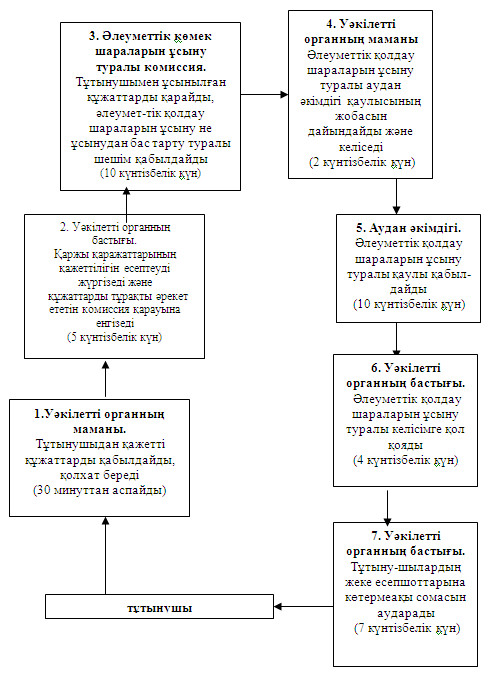 3. Әлеуметтік көмек
шараларын ұсыну
туралы комиссия.
Тұтынушымен ұсынылған
құжаттарды қарайды,
әлеумет-тік қолдау
шараларын ұсыну не
ұсынудан бас тарту туралы
шешім қабылдайды
(10 күнтізбелік күн)
4. Уәкілетті
органның маманы
Әлеуметтік қолдау
шараларын ұсыну
туралы аудан
әкімдігі қаулысының
жобасын
дайындайды және
келіседі
(2 күнтізбелік күн)
2. Уәкілетті органнын
бастығы.
Қаржы қаражаттарының
қажеттілігін есептеуді
жүргізеді және
құжаттарды тұрақты әрекет
ететін комиссия қарауына
енгізеді
(5 күнтізбелік күн)
5. Аудан әкімдігі.
Әлеуметтік қолдау
шараларын ұсыну
туралы қаулы қабыл-
дайды
(10 күнтізбелік күн)
1.Уәкілетті органның
маманы.
Тұтынушыдан қажетті
құжаттарды қабылдайды,
қолхат береді
(30 минуттан аспайды)
6. Уәкілетті
органның бастығы.
Әлеуметтік қолдау
шараларын ұсыну
туралы келісімге қол
қояды
(4 күнтізбелік күн)
7. Уәкілетті
органның бастығы.
Тұтыну-шылардың
жеке есепшоттарына
көтермеақы сомасын
аударады
(7 күнтізбелік күн)
тұтынушы